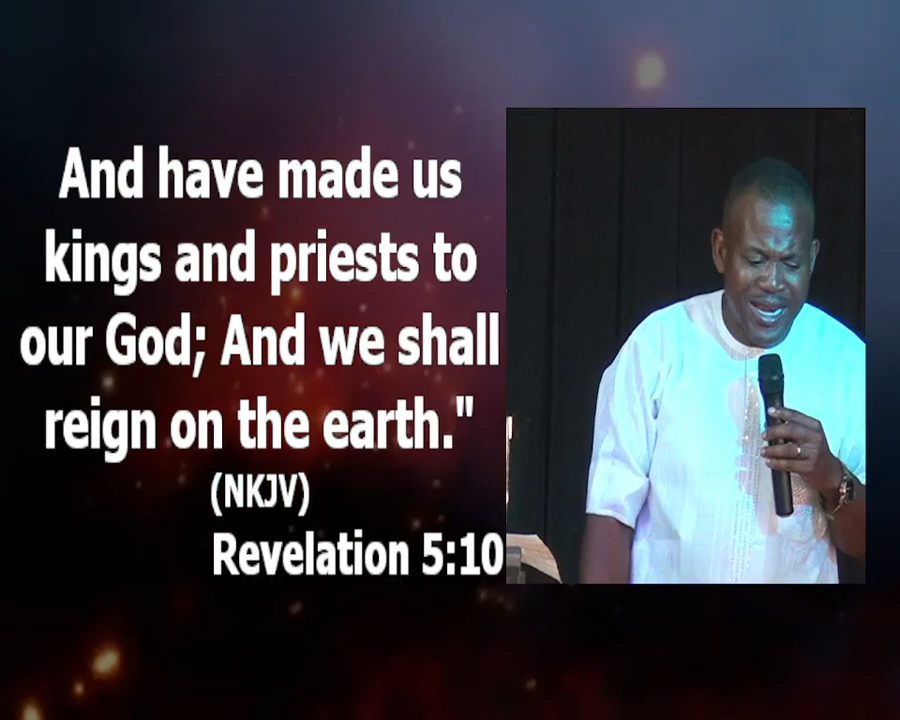 And have made us
kings and priests to
our God; And we shall
reign on the earth."
(NKJV)
Revelation 5:10